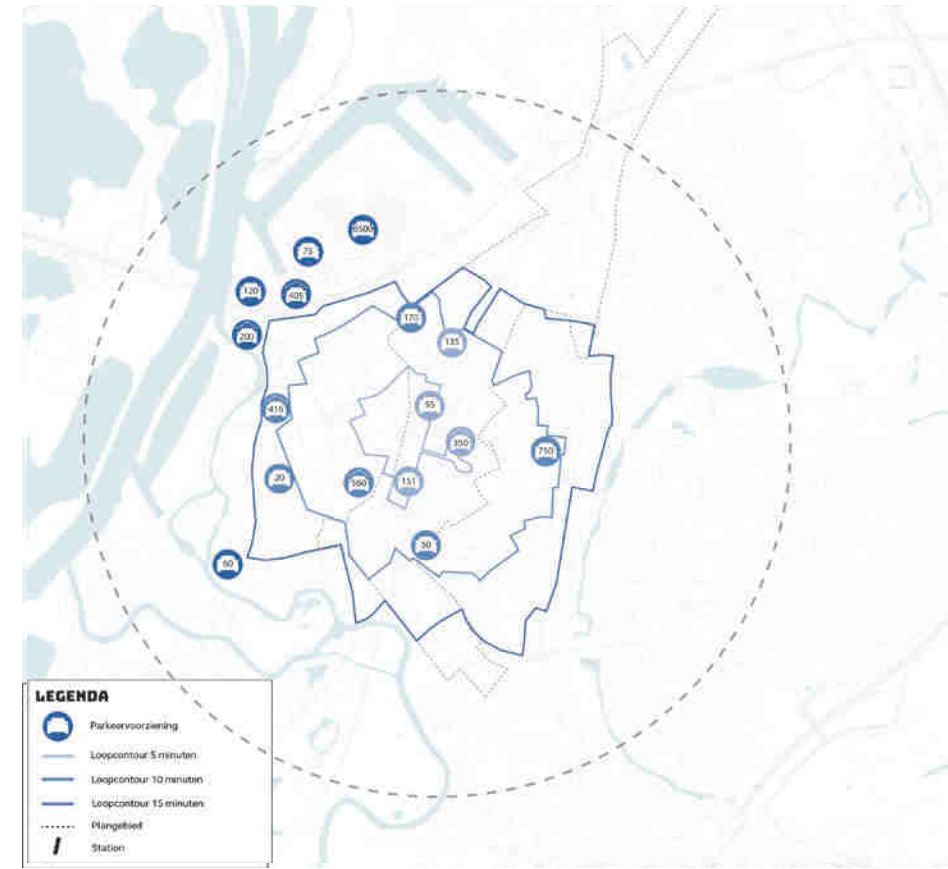 6500
75
120
405
200
170
135
95
415
350
750
20
560
151
50
60
LEGENDA
Parkeervoorziening
Loopcontour 5 minuten
Loopcontour 10 minuten
Loopcontour 15 minuten
Plangebied
Station